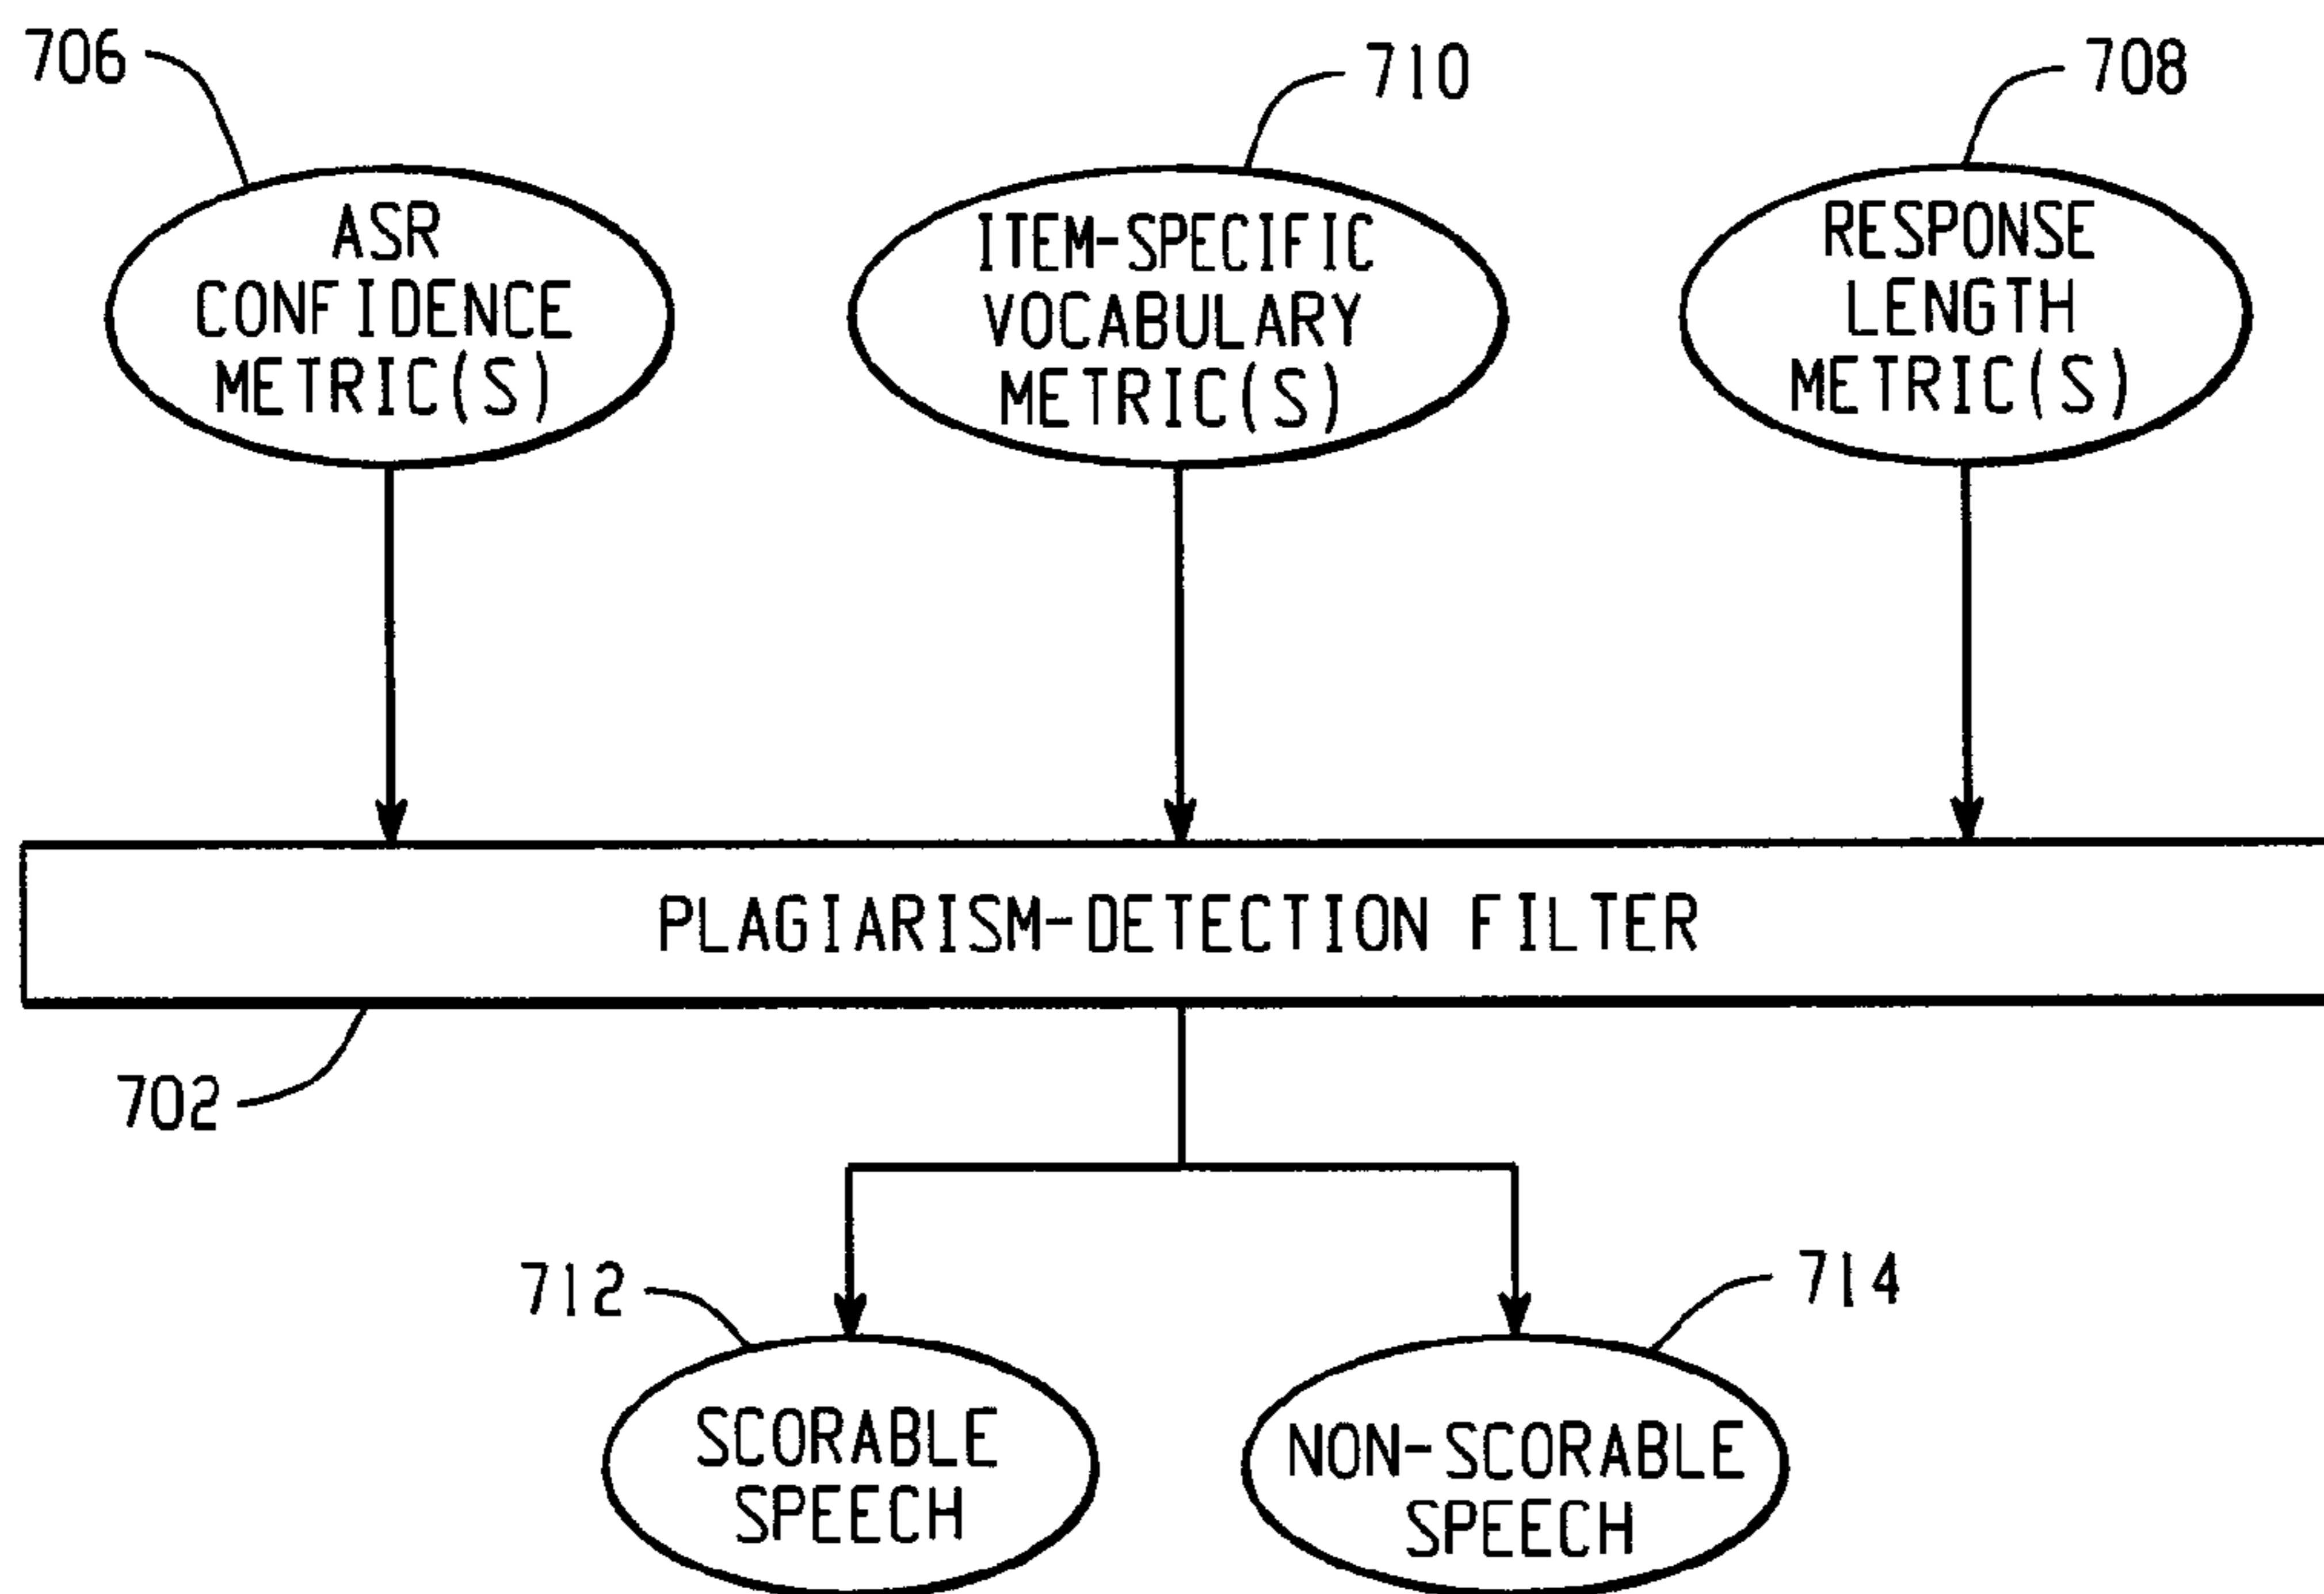 706
710
708
ASR
CONFIDENCE
METRIC(S)
ITEM-SPECIFIC
VOCABULARY
METRIC(S)
RESPONSE
LENGTH
METRIC(S)
PLAGIARISM-DETECTION FILTER
702
712
714
SCORABLE
SPEECH
NON-SCORABLE
SPEECH